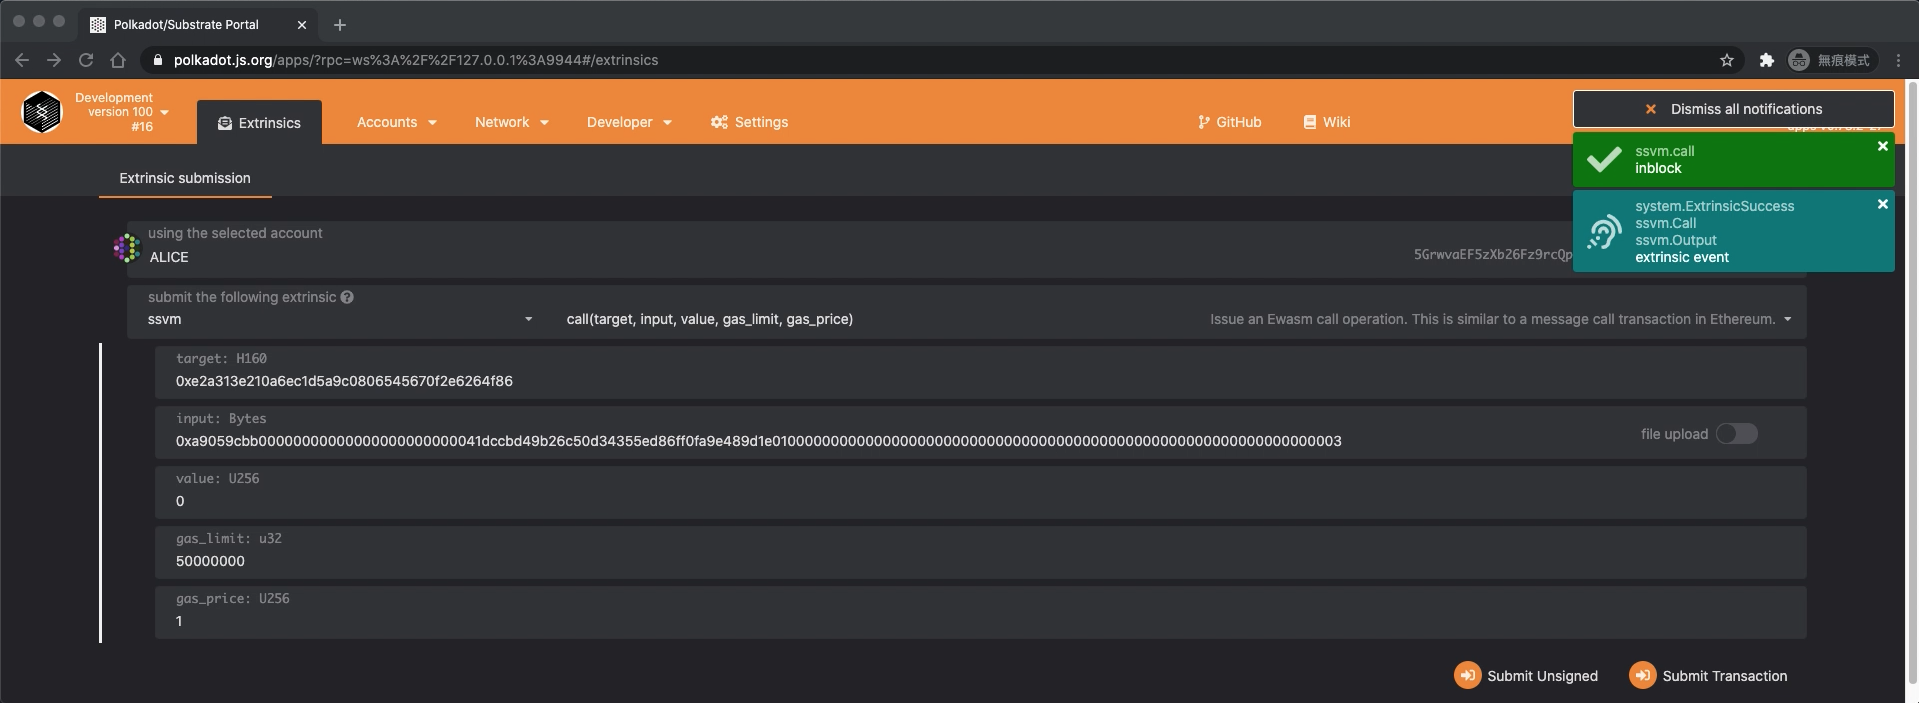 Polkadot/Substrate Portal
polkadot.js.org/apps/?rpc=ws%3A%2F%2F127.0.0.1%3A9944#/extrinsics
無痕模式
Development
version 100
#16
Extrinsics
Accounts
Network
Developer
Settings
GitHub
Wiki
Dismiss all notifications
ssvm.call
inblock
system.ExtrinsicSuccess
ssvm.Call
ssvm.Output
extrinsic event
Extrinsic submission
using the selected account
ALICE
5GrwvaEF5zXb26Fz9rcQp
submit the following extrinsic
ssvm
call(target, input, value, gas_limit, gas_price)
Issue an Ewasm call operation. This is similar to a message call transaction in Ethereum.
target: H160
0xe2a313e210a6ec1d5a9c0806545670f2e6264f86
input: Bytes
0xa9059cbb00000000000000000000000041dccbd49b26c50d34355ed86ff0fa9e489d1e010000000000000000000000000000000000000000000000000000000000000003
file upload
value: U256
0
gas_limit: u32
50000000
gas_price: U256
1
Submit Unsigned
Submit Transaction